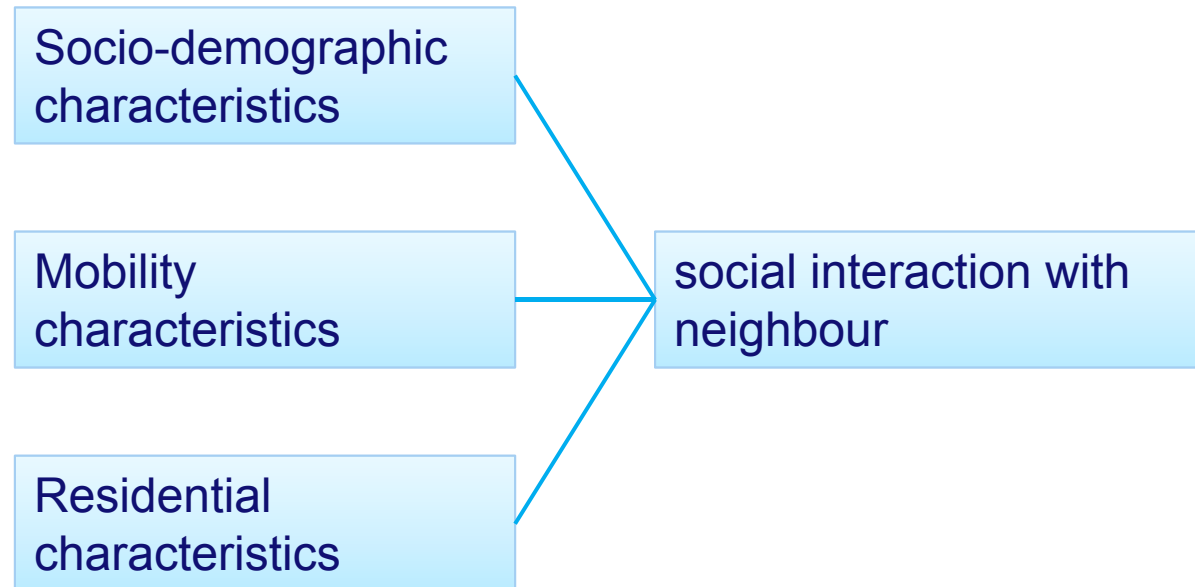 Socio-demographic
characteristics
Mobility
characteristics
social interaction with
neighbour
Residential
characteristics